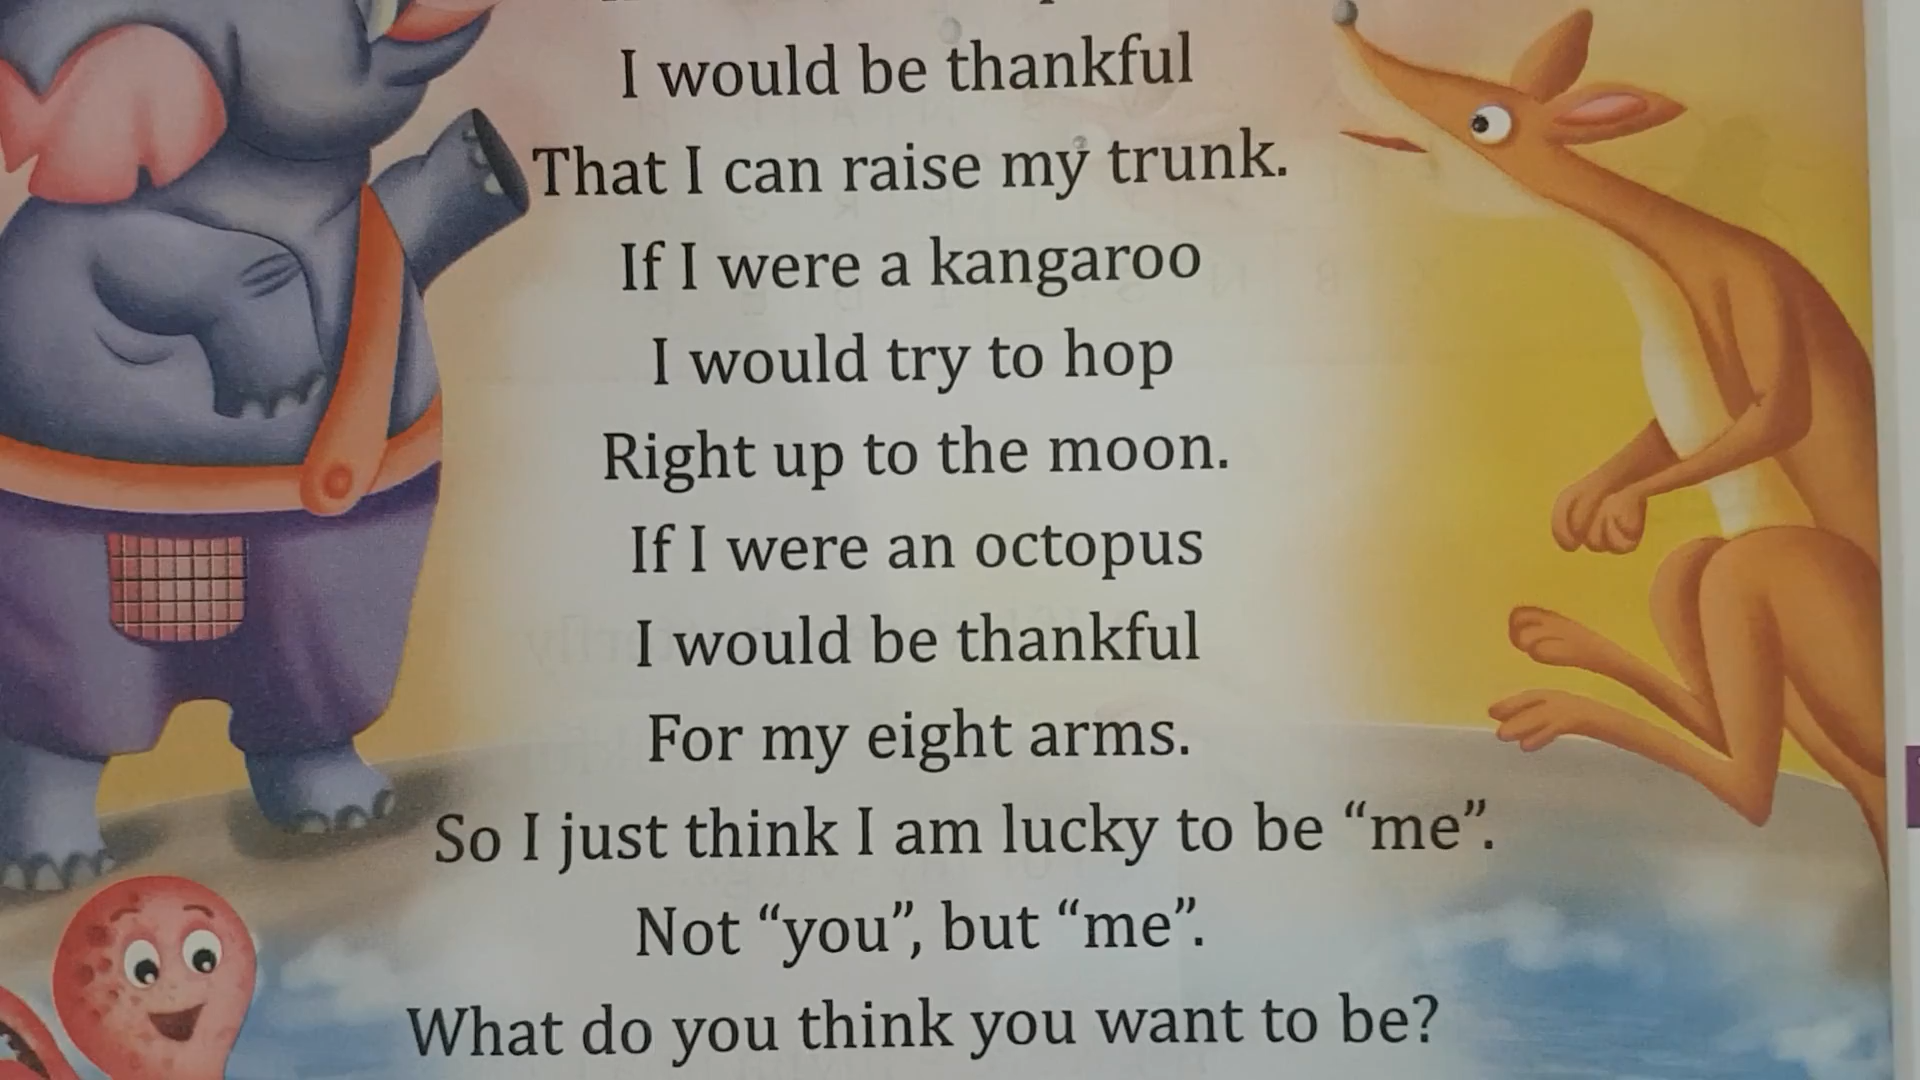 I would be thankful
That I can raise my trunk.
If I were a kangaroo
I would try to hop
Right up to the moon.
If I were an octopus
I would be thankful
For my eight arms.
So I just think I am lucky to be “me”.
Not “you”, but “me”.
What do you think you want to be?